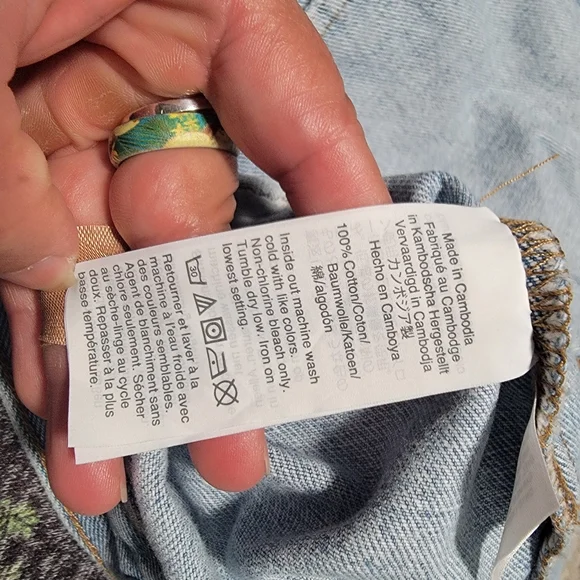 Made in Cambodia
Fabriqué au Cambodge
in Kambodscha Hergestellt
Vervaardigd in Cambodja
カンボジア製
Hecho en Camboya
100% Cotton/Coton/
Baumwolle/Katoen/
綿/algodón
Inside out machine wash
cold with like colors.
Non-chlorine bleach only.
Tumble dry low. Iron on
lowest setting.
30
Retourner et laver à la
machine à l'eau froide avec
des couleurs semblables.
Agent de blanchiment sans
chlore seulement. Sécher
au sèche-linge au cycle
doux. Repasser à la plus
basse température.